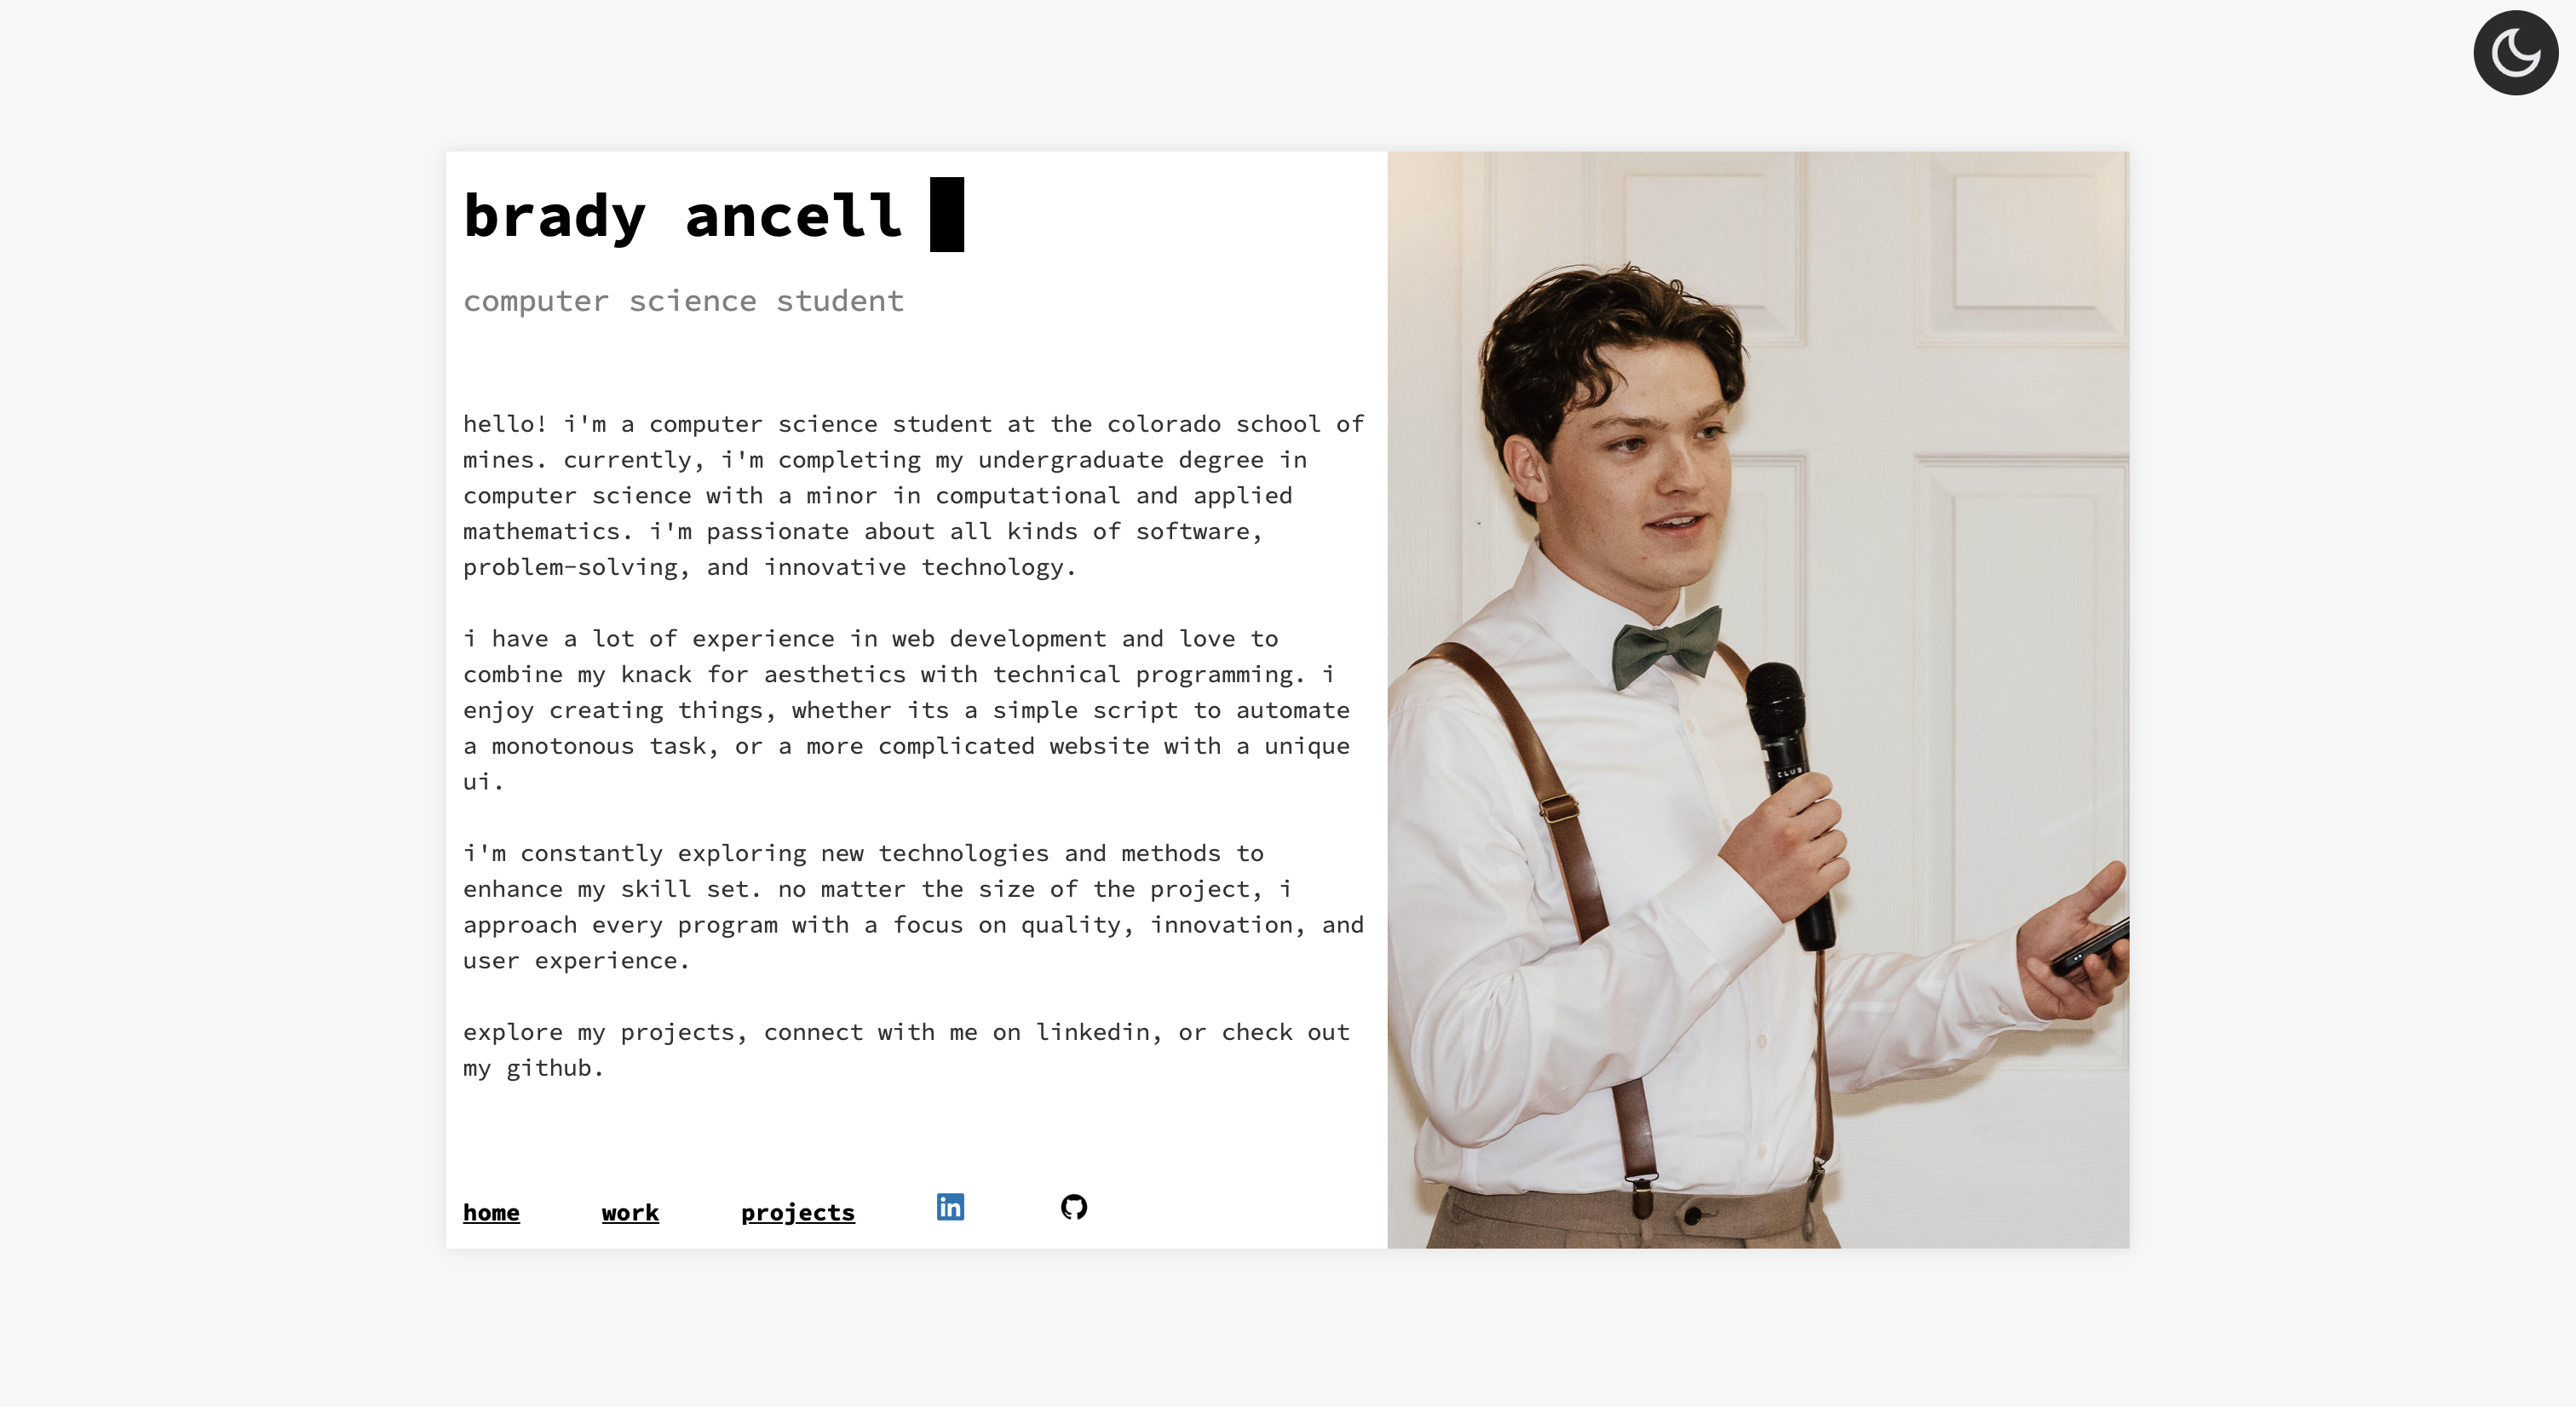 brady ancell
computer science student
hello! i'm a computer science student at the colorado school of
mines. currently, i'm completing my undergraduate degree in
computer science with a minor in computational and applied
mathematics. i'm passionate about all kinds of software,
problem-solving, and innovative technology.
i have a lot of experience in web development and love to
combine my knack for aesthetics with technical programming. i
enjoy creating things, whether its a simple script to automate
a monotonous task, or a more complicated website with a unique
ui.
i'm constantly exploring new technologies and methods to
enhance my skill set. no matter the size of the project, i
approach every program with a focus on quality, innovation, and
user experience.
explore my projects, connect with me on linkedin, or check out
my github.
home work projects in
CLUB